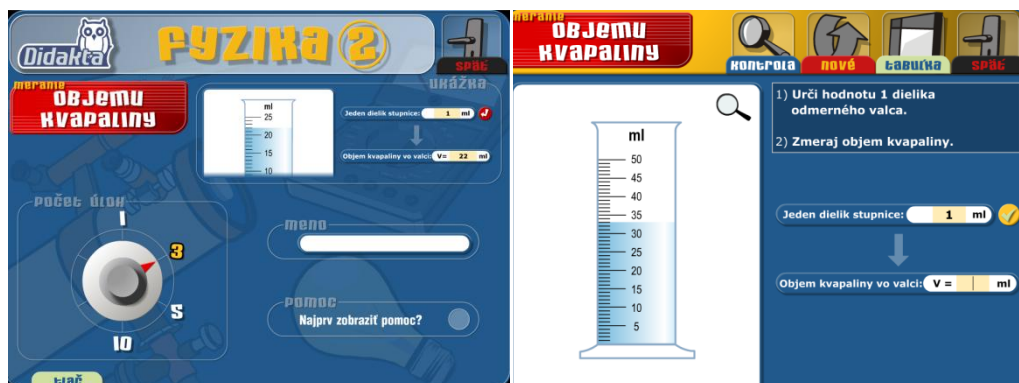 Didakta
FYZIKA 2
SPÄŤ
meranie
OBJEMU
KVAPALINY
UKÁŽKA
ml
25
20
15
10
Jeden dielik stupnice: 1 ml
Objem kvapaliny vo valci: V= 22 ml
POČET ÚLOH
1
3
5
10
meno
pomoc
Najprv zobraziť pomoc?
tlač
meranie
OBJEMU
KVAPALINY
KONTROLA
NOVÉ
TABUĽKA
SPÄŤ
ml
50
45
40
35
30
25
20
15
10
5
1) Urči hodnotu 1 dielika
odmerného valca.
2) Zmeraj objem kvapaliny.
Jeden dielik stupnice: 1 ml
Objem kvapaliny vo valci: V = ml